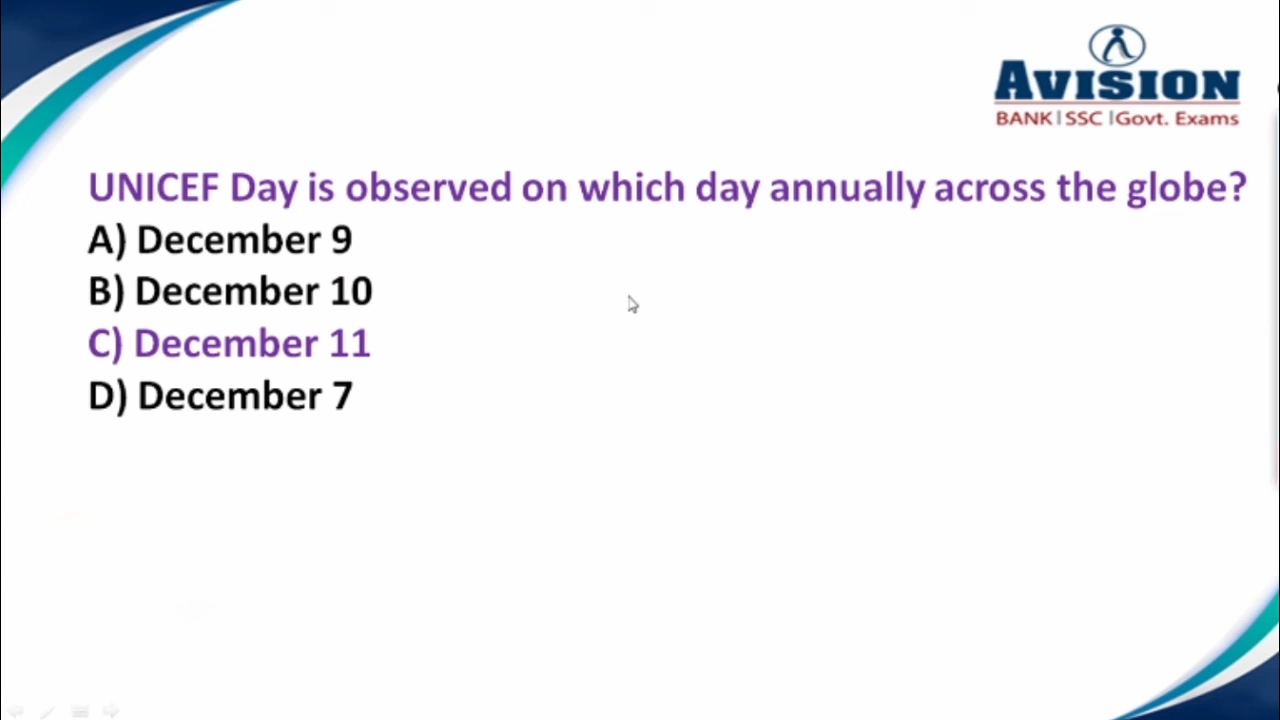 AVISION
BANK | SSC | Govt. Exams
UNICEF Day is observed on which day annually across the globe?
A) December 9
B) December 10
C) December 11
D) December 7